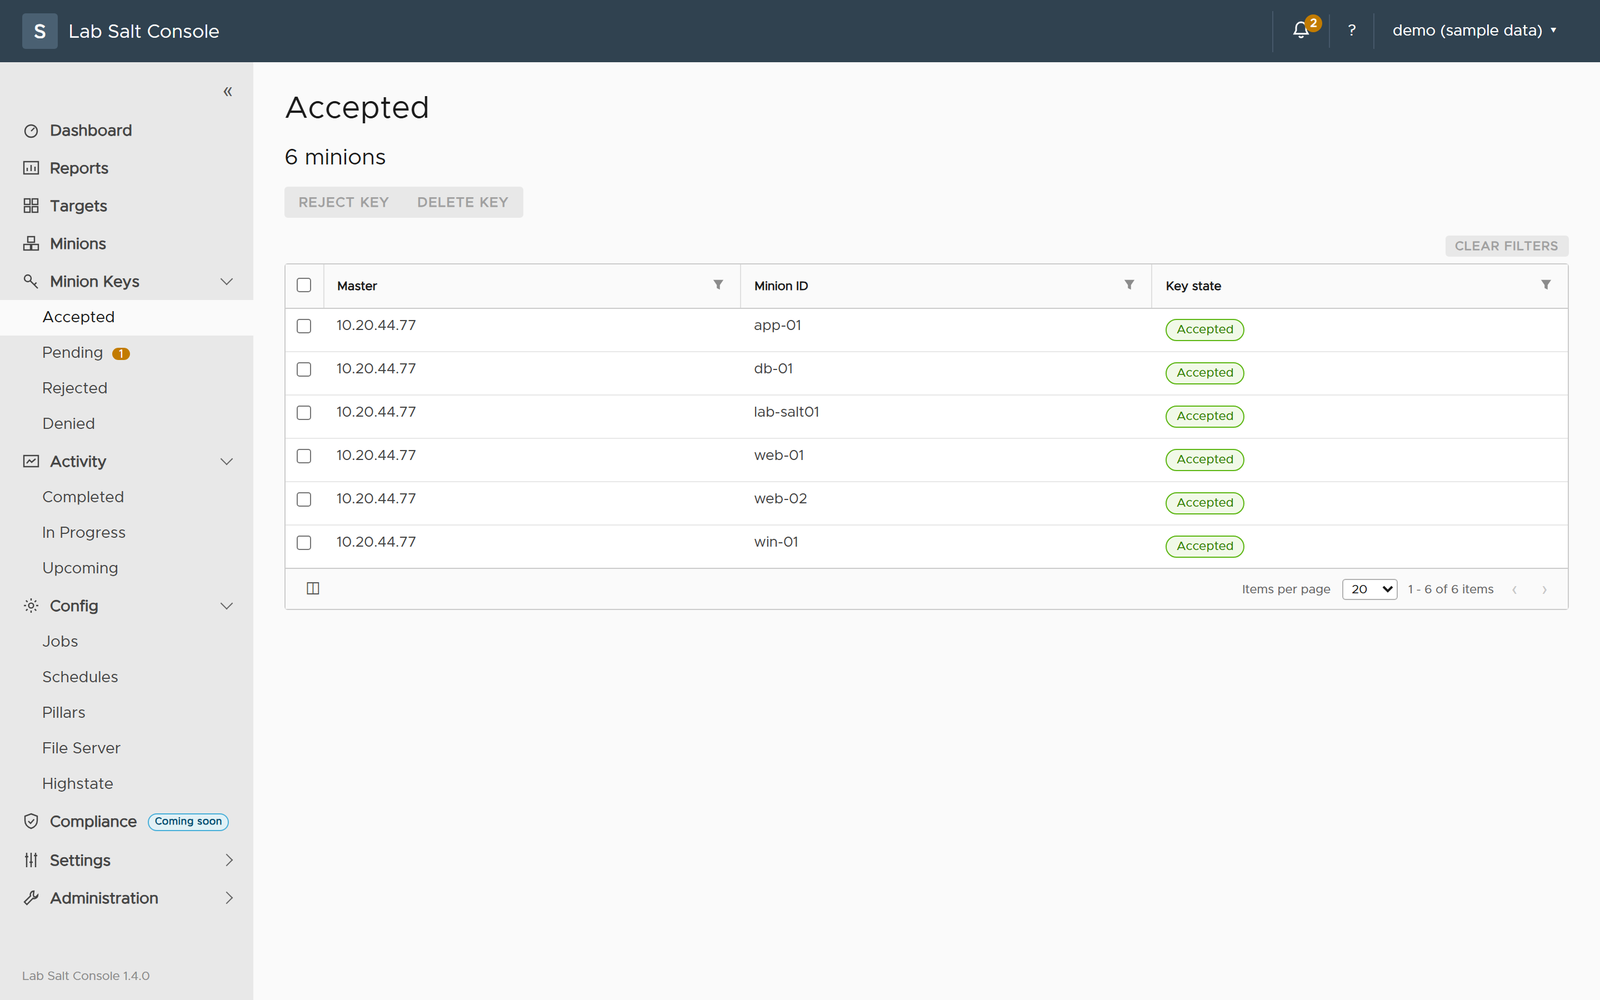 S Lab Salt Console
2
?
demo (sample data)
«
Dashboard
Reports
Targets
Minions
Minion Keys
Accepted
Pending 1
Rejected
Denied
Activity
Completed
In Progress
Upcoming
Config
Jobs
Schedules
Pillars
File Server
Highstate
Compliance Coming soon
Settings
Administration
Lab Salt Console 1.4.0
Accepted
6 minions
REJECT KEY DELETE KEY
CLEAR FILTERS
Master Minion ID Key state
10.20.44.77 app-01 Accepted
10.20.44.77 db-01 Accepted
10.20.44.77 lab-salt01 Accepted
10.20.44.77 web-01 Accepted
10.20.44.77 web-02 Accepted
10.20.44.77 win-01 Accepted
Items per page 20 1 - 6 of 6 items ‹ ›